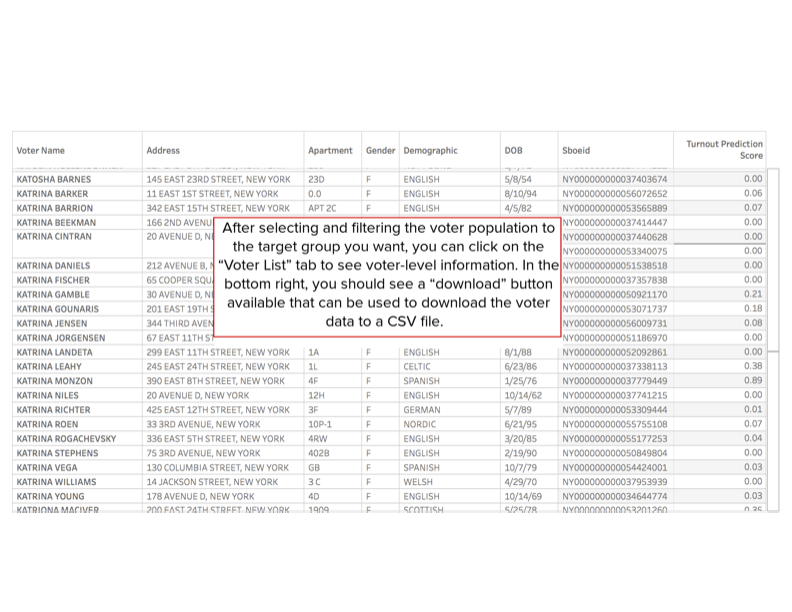 Voter Name Address Apartment Gender Demographic DOB Sboeid Turnout Prediction Score
KATOSHA BARNES 145 EAST 23RD STREET, NEW YORK 23D F ENGLISH 5/8/54 NY000000000037403674 0.00
KATRINA BARKER 11 EAST 1ST STREET, NEW YORK 0.0 F ENGLISH 8/10/94 NY000000000056072652 0.06
KATRINA BARRION 342 EAST 15TH STREET, NEW YORK APT 2C F ENGLISH 4/5/82 NY000000000053565889 0.07
KATRINA BEEKMAN 166 2ND AVENU NY000000000037414447 0.00
KATRINA CINTRAN 20 AVENUE D, NE NY000000000037440628 0.00
NY000000000053340075 0.00
KATRINA DANIELS 212 AVENUE B, N NY000000000051538518 0.00
KATRINA FISCHER 65 COOPER SQUA NY000000000037857838 0.00
KATRINA GAMBLE 30 AVENUE D, NE NY000000000050921170 0.21
KATRINA GOUNARIS 201 EAST 19TH S NY000000000053071737 0.18
KATRINA JENSEN 344 THIRD AVEN NY000000000056009731 0.08
KATRINA JORGENSEN 67 EAST 11TH ST NY000000000051186970 0.00
After selecting and filtering the voter population to
the target group you want, you can click on the
“Voter List” tab to see voter-level information. In the
bottom right, you should see a “download” button
available that can be used to download the voter
data to a CSV file.
KATRINA LANDETA 299 EAST 11TH STREET, NEW YORK 1A F ENGLISH 8/1/88 NY000000000052092861 0.00
KATRINA LEAHY 245 EAST 24TH STREET, NEW YORK 1L F CELTIC 6/23/86 NY000000000037338113 0.38
KATRINA MONZON 390 EAST 8TH STREET, NEW YORK 4F F SPANISH 1/25/76 NY000000000037779449 0.89
KATRINA NILES 20 AVENUE D, NEW YORK 12H F ENGLISH 10/14/62 NY000000000037741215 0.00
KATRINA RICHTER 425 EAST 12TH STREET, NEW YORK 3F F GERMAN 5/7/89 NY000000000053309444 0.01
KATRINA ROEN 33 3RD AVENUE, NEW YORK 10P-1 F NORDIC 6/21/95 NY000000000055755108 0.07
KATRINA ROGACHEVSKY 336 EAST 5TH STREET, NEW YORK 4RW F ENGLISH 3/20/85 NY000000000055177253 0.04
KATRINA STEPHENS 75 3RD AVENUE, NEW YORK 402B F ENGLISH 2/19/90 NY000000000050849804 0.00
KATRINA VEGA 130 COLUMBIA STREET, NEW YORK GB F SPANISH 10/7/79 NY000000000054424001 0.03
KATRINA WILLIAMS 14 JACKSON STREET, NEW YORK 3 C F WELSH 4/29/70 NY000000000037953939 0.00
KATRINA YOUNG 178 AVENUE D, NEW YORK 4D F ENGLISH 10/14/69 NY000000000034644774 0.03
KATRIONA MACIVER 200 EAST 24TH STREET, NEW YORK 1909 F SCOTTISH 5/25/78 NY000000000053201260 0.35